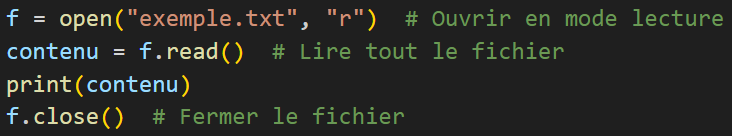 f = open("exemple.txt", "r")  # Ouvrir en mode lecture
contenu = f.read()  # Lire tout le fichier
print(contenu)
f.close()  # Fermer le fichier